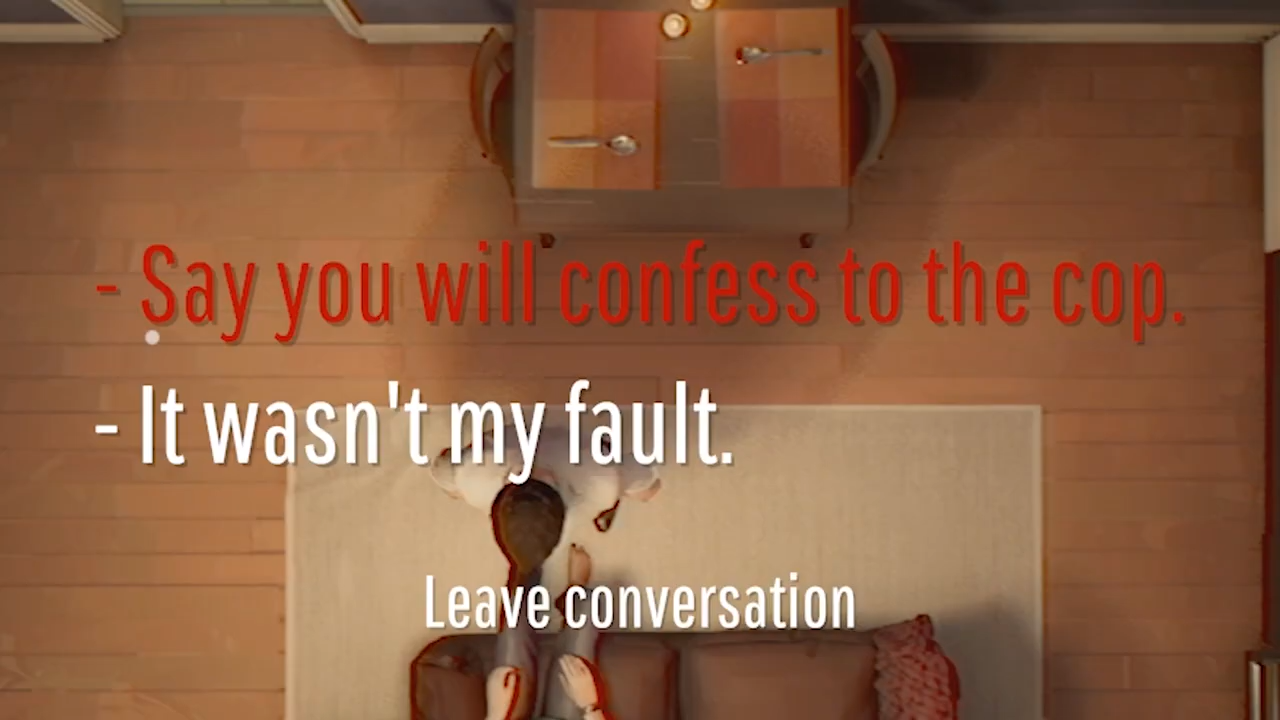 - Say you will confess to the cop.
- It wasn't my fault.
Leave conversation